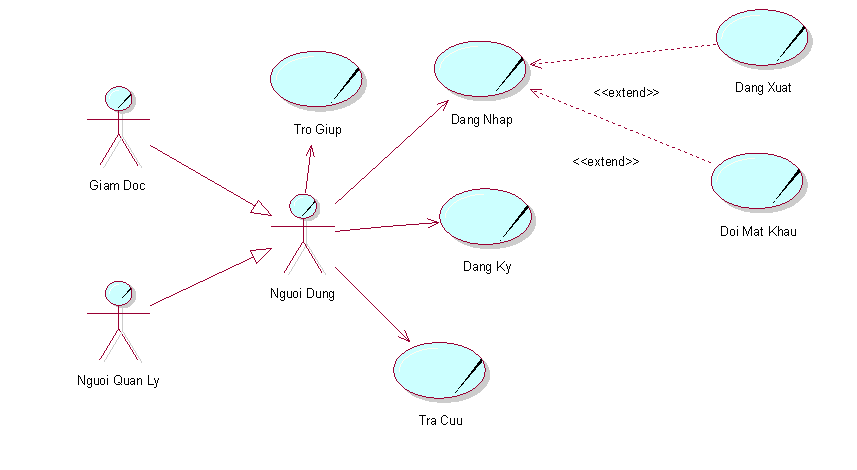 Dang Xuat
<<extend>>
Dang Nhap
Tro Giup
<<extend>>
Giam Doc
Doi Mat Khau
Dang Ky
Nguoi Dung
Nguoi Quan Ly
Tra Cuu